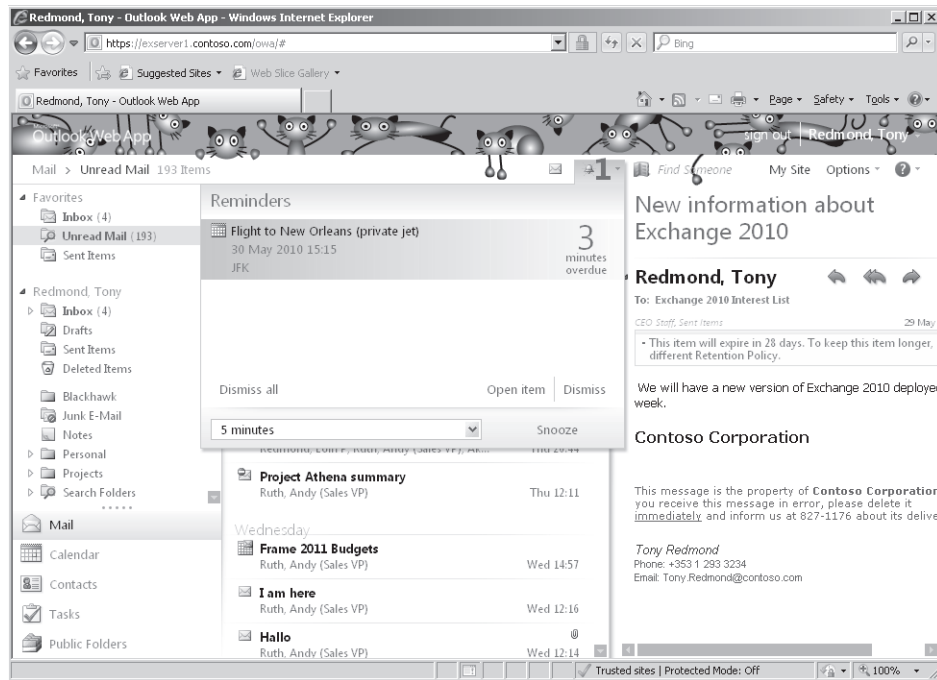 Redmond, Tony - Outlook Web App - Windows Internet Explorer
https://exserver1.contoso.com/owa/#
Bing
Favorites
Suggested Sites
Web Slice Gallery
Redmond, Tony - Outlook Web App
Page
Safety
Tools
Outlook Web App
sign out
Redmond, Tony
Mail > Unread Mail 193 Items
1
Find Someone
My Site
Options
Favorites
Inbox (4)
Unread Mail (193)
Sent Items
Redmond, Tony
Inbox (4)
Drafts
Sent Items
Deleted Items
Blackhawk
Junk E-Mail
Notes
Personal
Projects
Search Folders
Mail
Calendar
Contacts
Tasks
Public Folders
Reminders
Flight to New Orleans (private jet)
30 May 2010 15:15
JFK
3
minutes
overdue
Dismiss all
Open item
Dismiss
5 minutes
Snooze
Thu 20:44
Project Athena summary
Ruth, Andy (Sales VP)
Thu 12:11
Wednesday
Frame 2011 Budgets
Ruth, Andy (Sales VP)
Wed 14:57
I am here
Ruth, Andy (Sales VP)
Wed 12:16
Hallo
Ruth, Andy (Sales VP)
Wed 12:14
New information about
Exchange 2010
Redmond, Tony
To: Exchange 2010 Interest List
CEO Staff, Sent Items
29 May
- This item will expire in 28 days. To keep this item longer,
different Retention Policy.
We will have a new version of Exchange 2010 deploye
week.
Contoso Corporation
This message is the property of Contoso Corporation
you receive this message in error, please delete it
immediately and inform us at 827-1176 about its delive
Tony Redmond
Phone: +353 1 293 3234
Email: Tony.Redmond@contoso.com
Trusted sites | Protected Mode: Off
100%